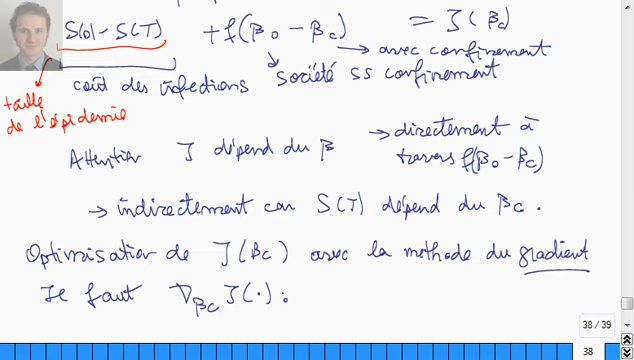 S(0)-S(T) + f(β₀ - βc) = J(βc)
→ avec confinement
société ss confinement
coût des infections
taille
de l'épidemie
Attention J dépend du β → directement à
travers f(β₀ - βc)
→ indirectement car S(T) dépend du βc.
Optimisation de J(βc) avec la méthode du gradient
Il faut ∇βc J(·):
38 / 39
38